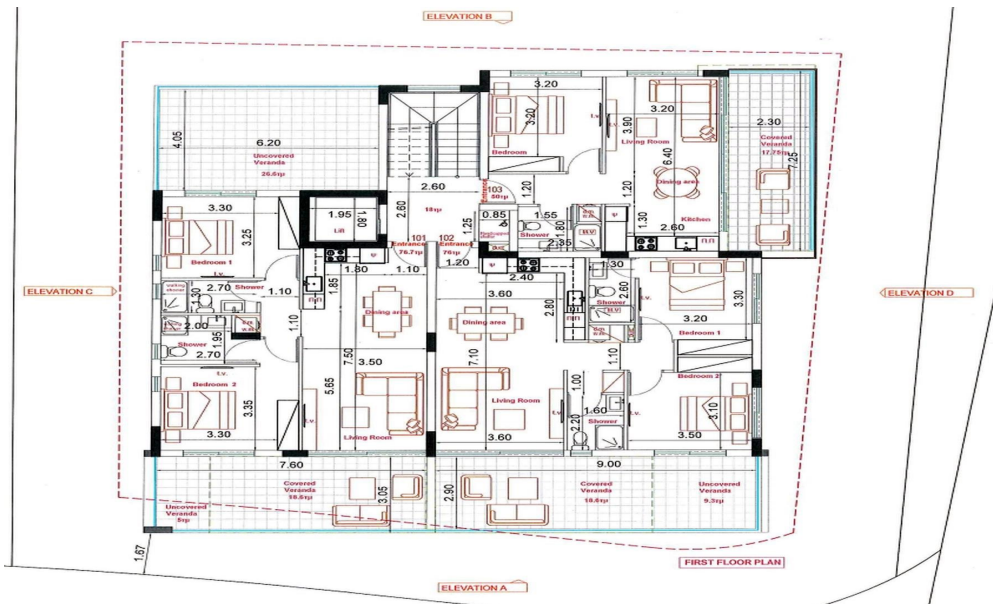 ELEVATION B
3.20
3.20
Bedroom
t.v.
t.v.
3.20
3.90
Living Room
6.40
Dining area
1.20
1.30
Kitchen
2.60
2.30
Covered
Veranda
17.75τμ
7.25
4.05
6.20
Uncovered
Veranda
26.6τμ
2.60
2.60
18τμ
Entrance
103
80τμ
1.20
0.85
1.55
Shower
1.80
2.35
1.25
1.95
1.80
Lift
101
102
Entrance
Entrance
76.7τμ
76τμ
3.30
3.25
Bedroom 1
t.v.
ELEVATION C
ELEVATION D
2.70
Shower
1.30
1.10
2.00
1.95
Shower
2.70
1.10
1.80
1.10
1.85
Dining area
7.50
3.50
5.65
Living Room
t.v.
Bedroom 2
t.v.
3.35
3.30
1.20
2.40
3.60
2.80
Dining area
7.10
Living Room
3.60
t.v.
1.30
Shower
2.60
3.30
3.20
Bedroom 1
1.10
1.00
Bedroom 2
1.60
Shower
2.20
3.10
3.50
7.60
9.00
Covered
Veranda
18.6τμ
3.05
Uncovered
Veranda
5τμ
2.90
Covered
Veranda
18.6τμ
Uncovered
Veranda
9.3τμ
1.67
FIRST FLOOR PLAN
ELEVATION A